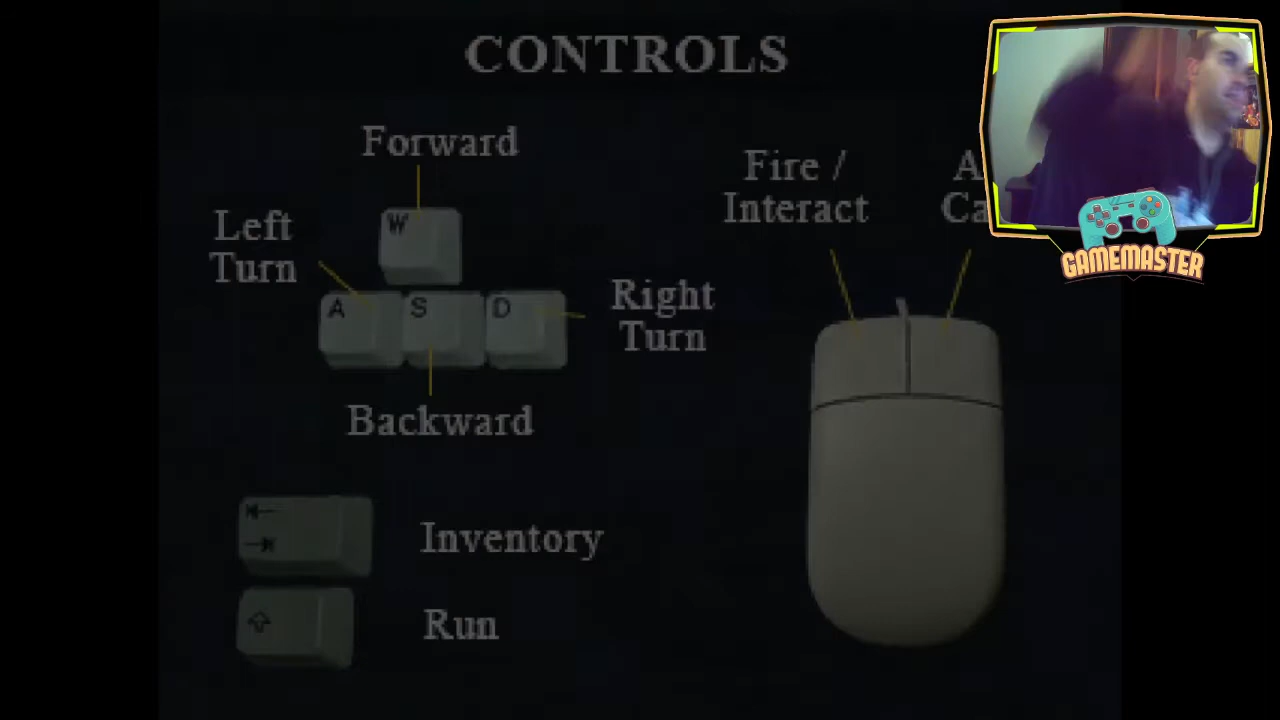 CONTROLS
Forward
Left
Turn
W
A
S
D
Right
Turn
Backward
Inventory
Run
Fire /
Interact
GAMEMASTER